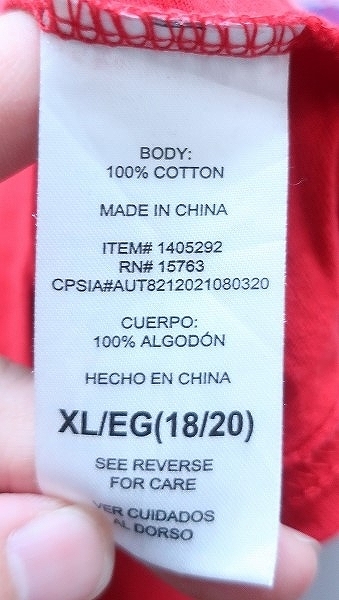 BODY:
100% COTTON
MADE IN CHINA
ITEM# 1405292
RN# 15763
CPSIA#AUT8212021080320
CUERPO:
100% ALGODÓN
HECHO EN CHINA
XL/EG(18/20)
SEE REVERSE
FOR CARE
VER CUIDADOS
AL DORSO